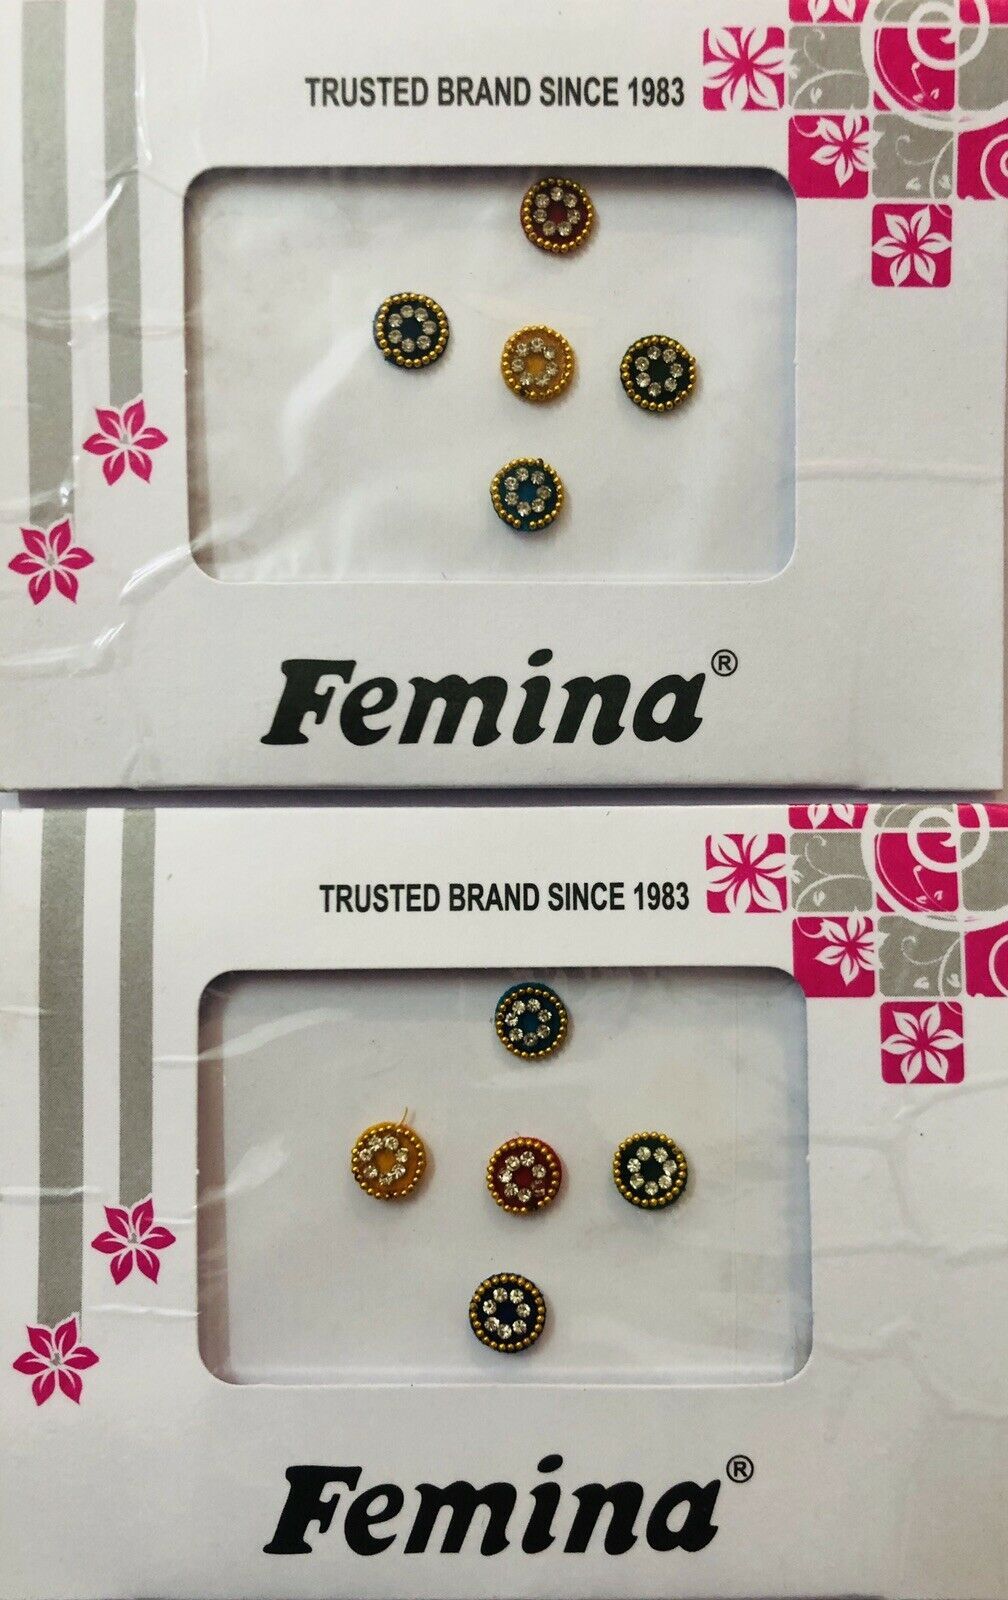 TRUSTED BRAND SINCE 1983
Femina®
TRUSTED BRAND SINCE 1983
Femina®